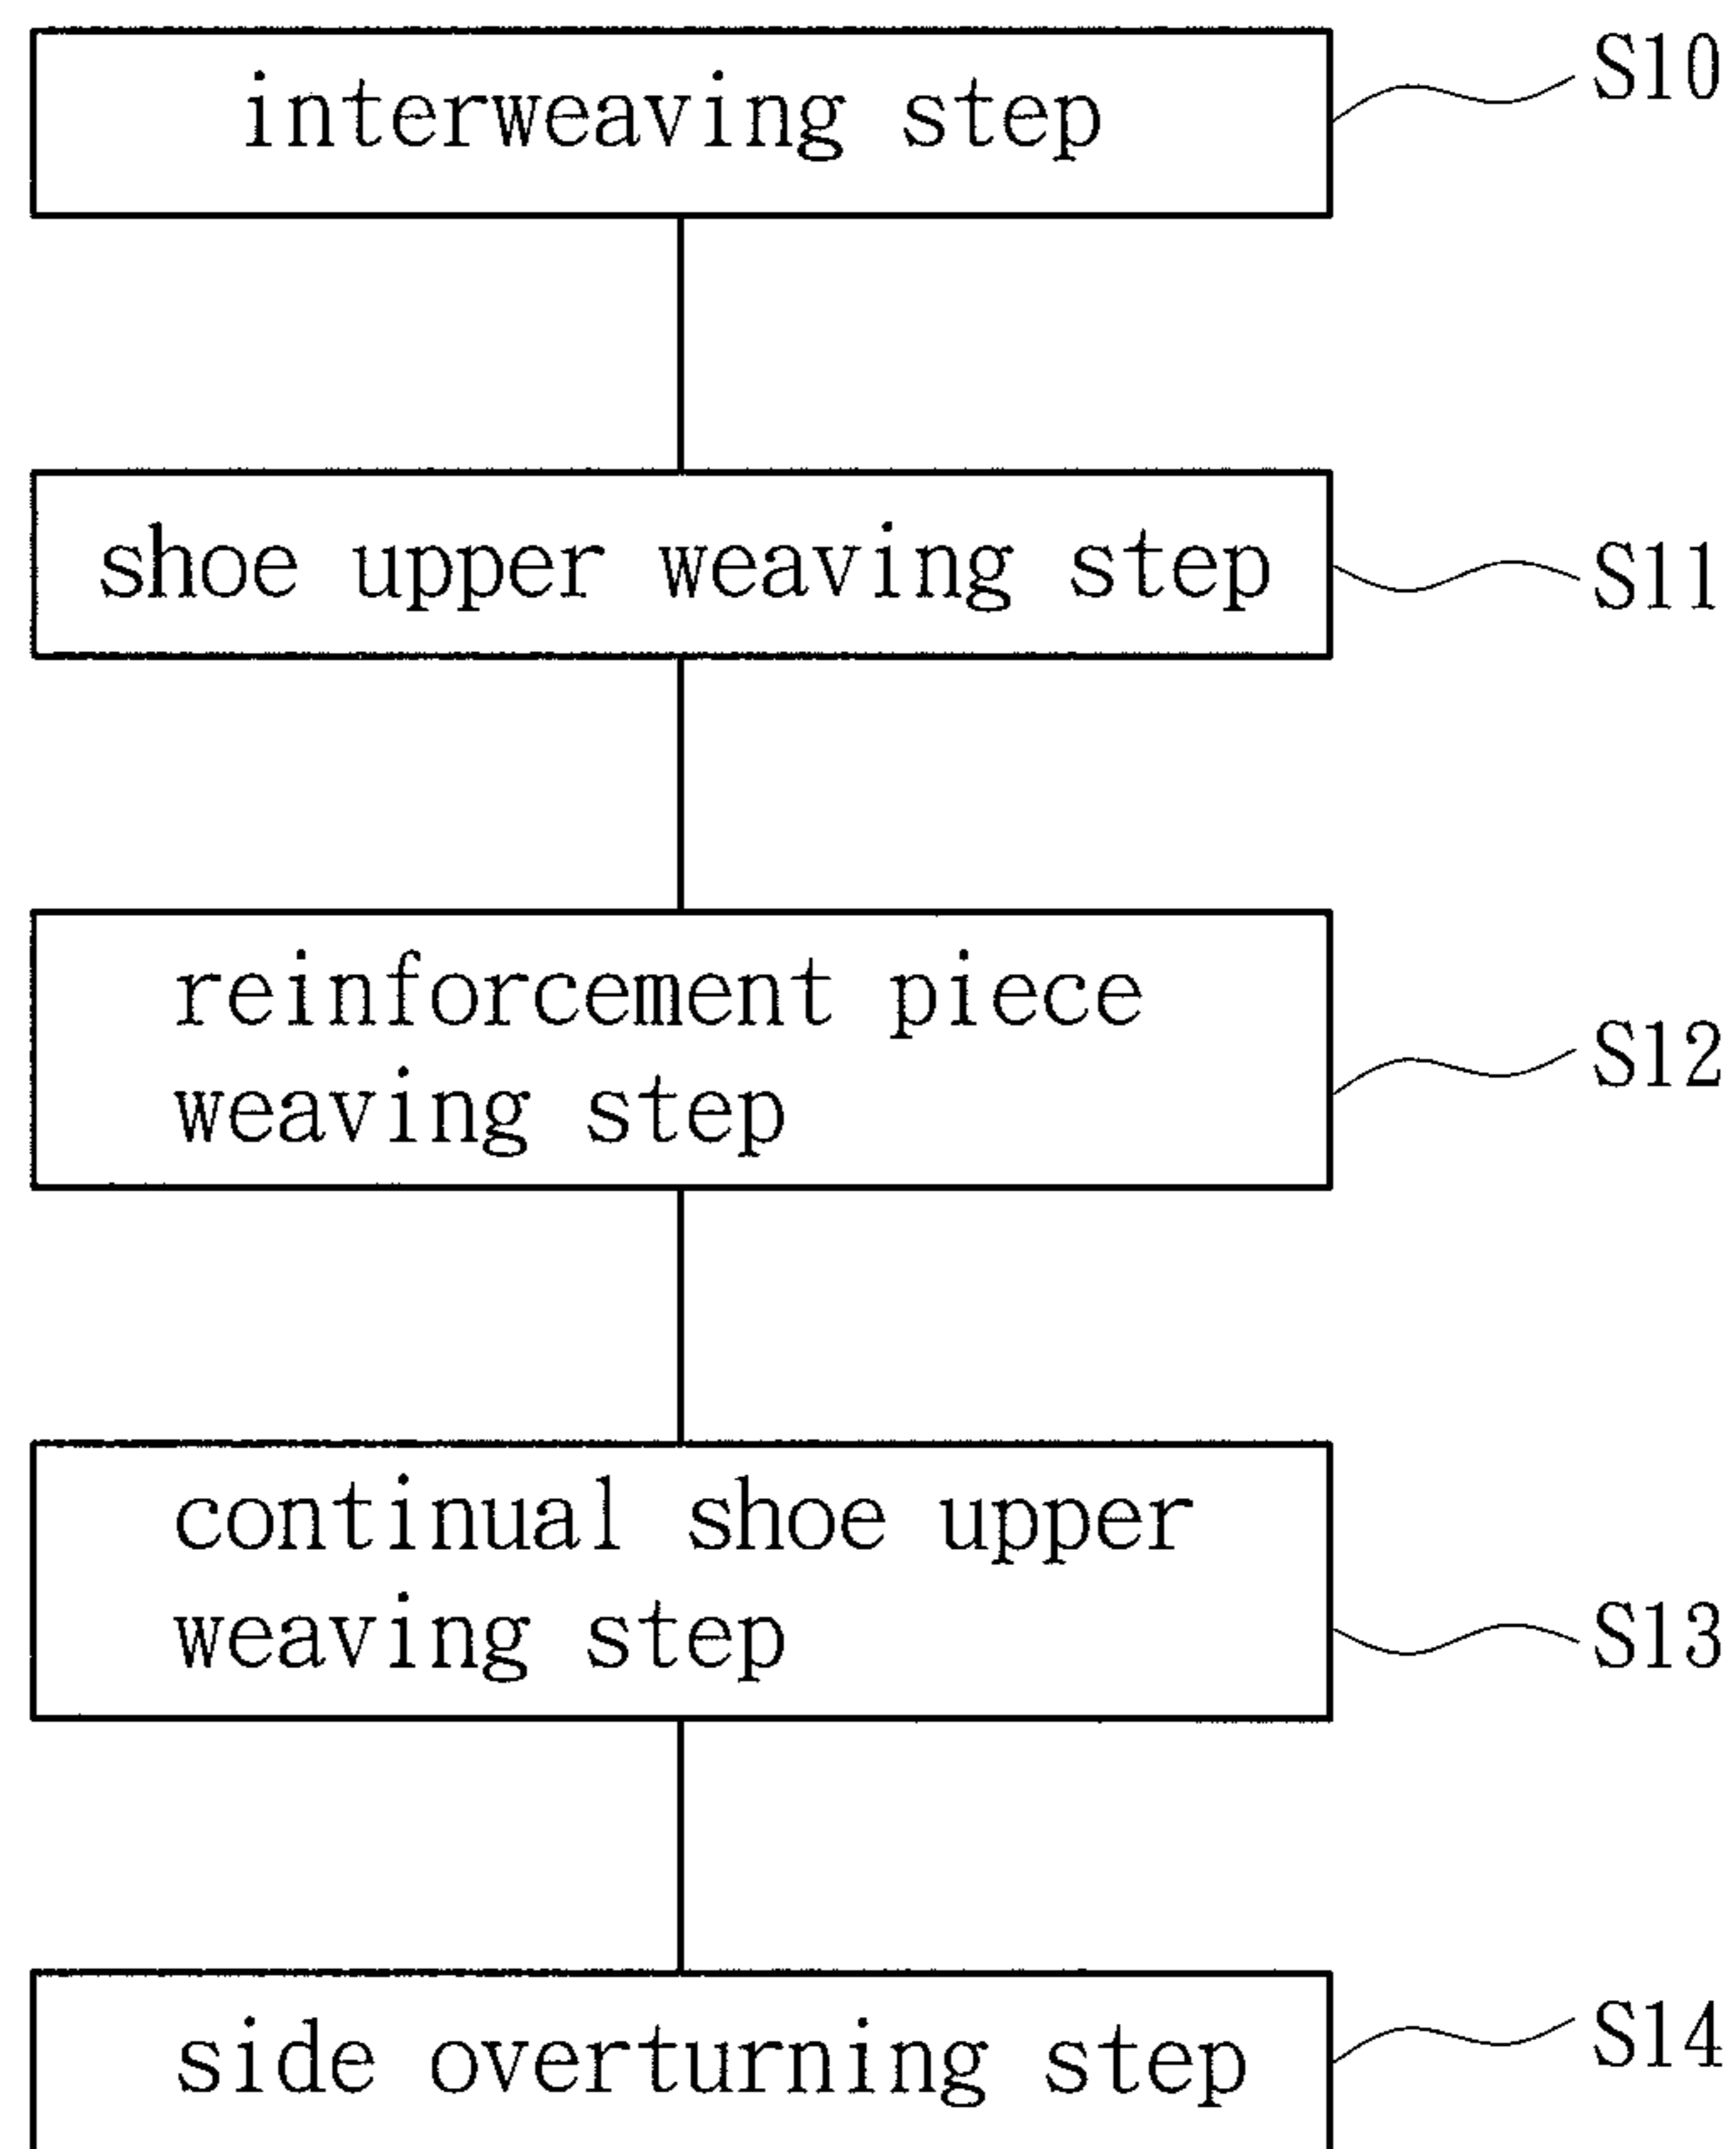 interweaving step
S10
shoe upper weaving step
S11
reinforcement piece
weaving step
S12
continual shoe upper
weaving step
S13
side overturning step
S14